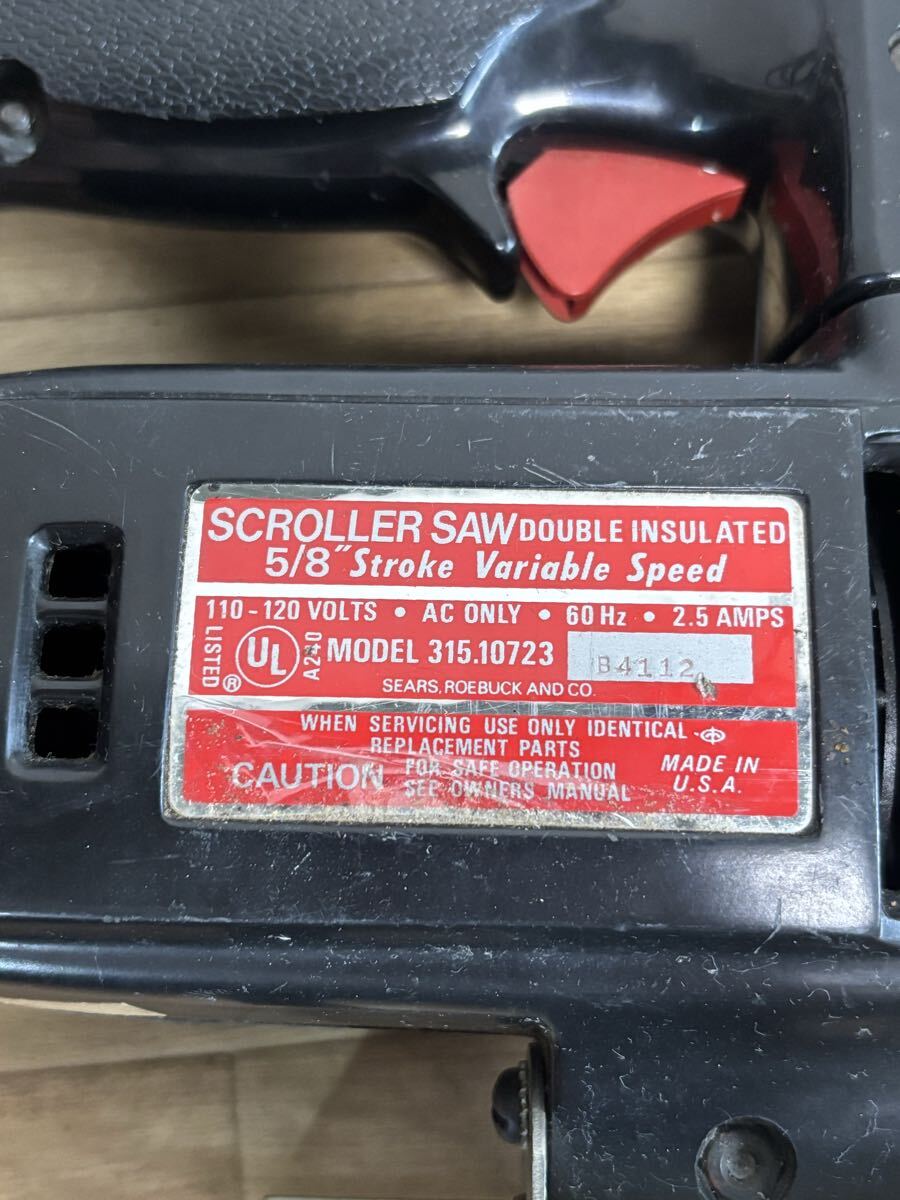 SCROLLER SAW DOUBLE INSULATED
5/8" Stroke Variable Speed
110-120 VOLTS • AC ONLY • 60 Hz • 2.5 AMPS
LISTED UL ® A240 MODEL 315.10723 B4112
SEARS, ROEBUCK AND CO.
WHEN SERVICING USE ONLY IDENTICAL
REPLACEMENT PARTS
CAUTION FOR SAFE OPERATION
SEE OWNERS MANUAL
MADE IN
U.S.A.